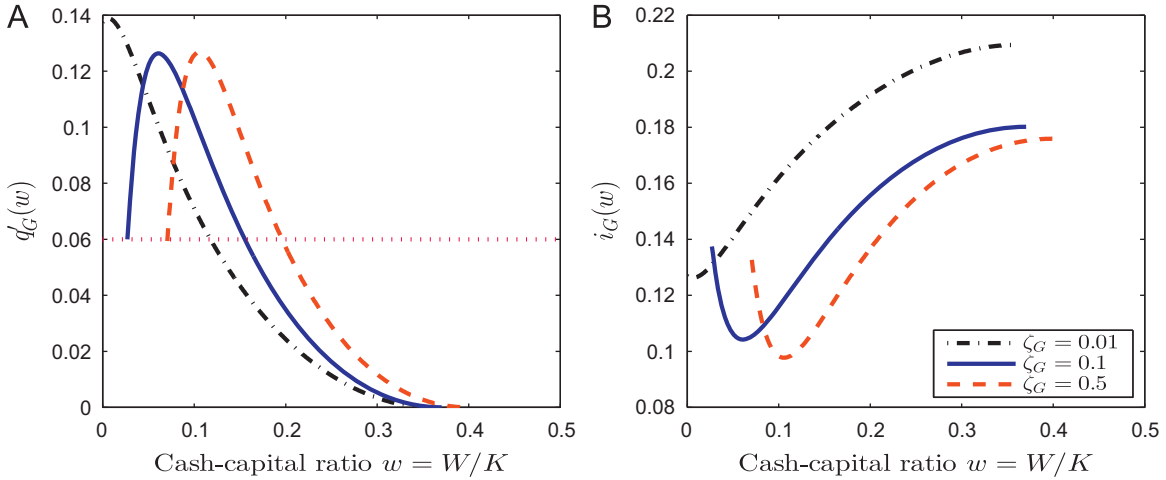 A
0.14
0.12
0.1
0.08
0.06
0.04
0.02
0
q′_G(w)
0 0.1 0.2 0.3 0.4 0.5
Cash-capital ratio w = W/K
B
0.22
0.2
0.18
0.16
0.14
0.12
0.1
0.08
i_G(w)
ζ_G = 0.01
ζ_G = 0.1
ζ_G = 0.5
0 0.1 0.2 0.3 0.4 0.5
Cash-capital ratio w = W/K